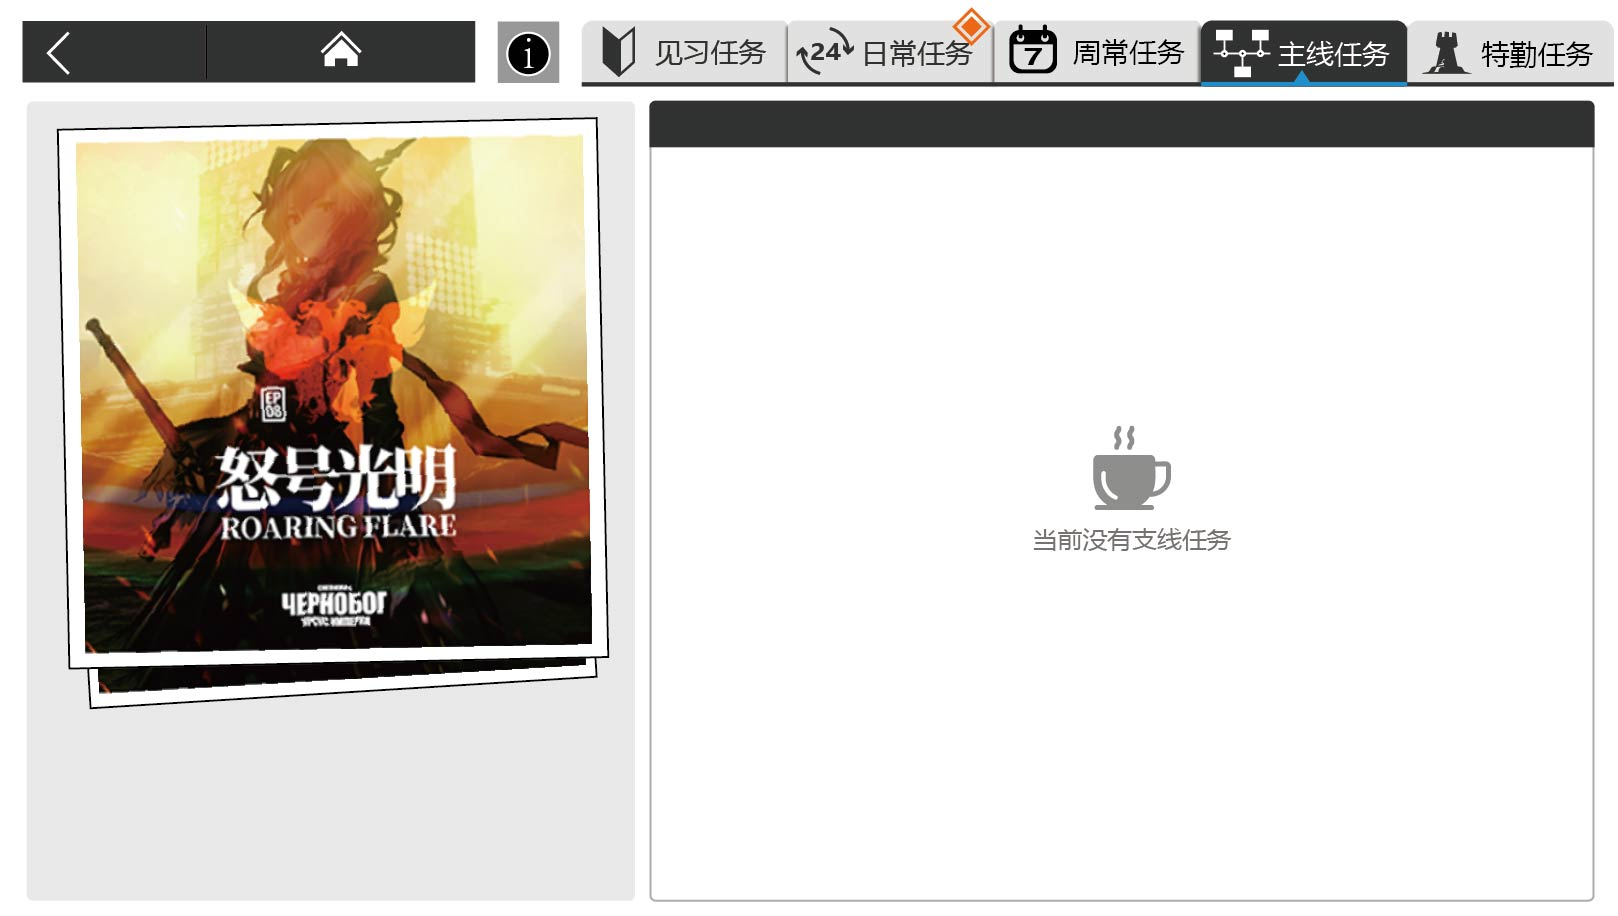 i
见习任务
24
日常任务
7
周常任务
主线任务
特勤任务
EP
08
怒号光明
ROARING FLARE
ЧЕРНОБОГ
当前没有支线任务